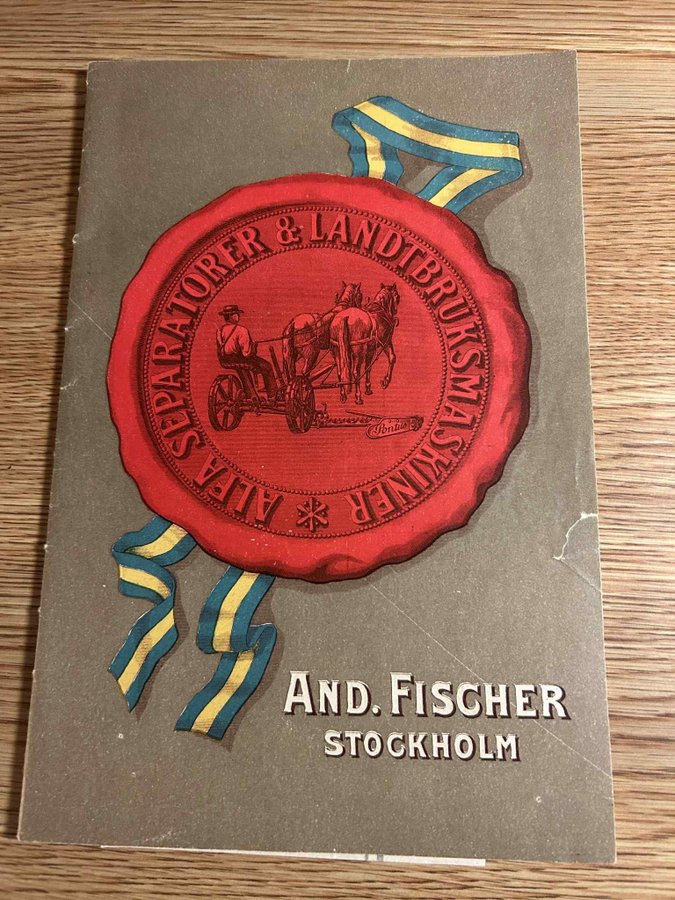 ALFA SEPARATORER & LANDTBRUKSMASKINER
Pontus
AND. FISCHER
STOCKHOLM